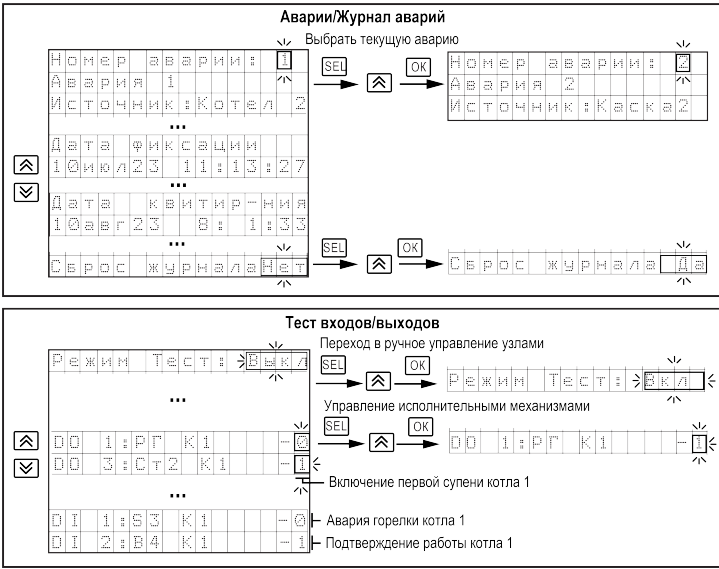 Аварии/Журнал аварий
Выбрать текущую аварию
Номер аварии: 1
Авария 1
Источник:Котел 2
...
Дата фиксации
10июл23 11:13:27
...
Дата квитир-ния
10авг23 8: 1:33
...
Сброс журнала Нет
SEL
OK
Номер аварии: 2
Авария 2
Источник:Каска2
SEL
OK
Сброс журнала Да
Тест входов/выходов
Переход в ручное управление узлами
Режим Тест: Выкл
SEL
OK
Режим Тест: Вкл
...
Управление исполнительными механизмами
DO 1:РГ К1 -0
SEL
OK
DO 1:РГ К1 -1
DO 3:Ст2 К1 -1
Включение первой супени котла 1
...
DI 1:S3 К1 -0
Авария горелки котла 1
DI 2:B4 К1 -1
Подтверждение работы котла 1